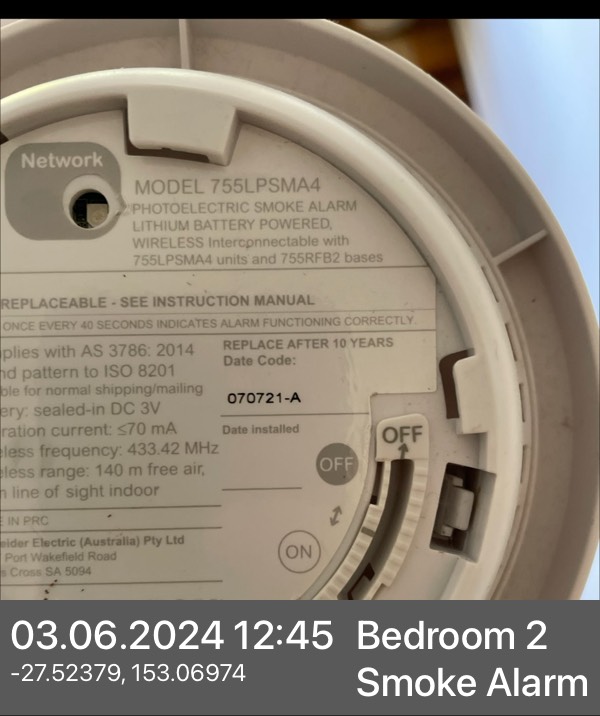 Network
MODEL 755LPSMA4
PHOTOELECTRIC SMOKE ALARM
LITHIUM BATTERY POWERED,
WIRELESS Interconnectable with
755LPSMA4 units and 755RFB2 bases
REPLACEABLE - SEE INSTRUCTION MANUAL
ONCE EVERY 40 SECONDS INDICATES ALARM FUNCTIONING CORRECTLY.
plies with AS 3786: 2014
nd pattern to ISO 8201
ble for normal shipping/mailing
ery: sealed-in DC 3V
ration current: ≤70 mA
eless frequency: 433.42 MHz
eless range: 140 m free air,
line of sight indoor
E IN PRC
eider Electric (Australia) Pty Ltd
Port Wakefield Road
s Cross SA 5094
REPLACE AFTER 10 YEARS
Date Code:
070721-A
Date installed
OFF
OFF
ON
03.06.2024 12:45
-27.52379, 153.06974
Bedroom 2
Smoke Alarm